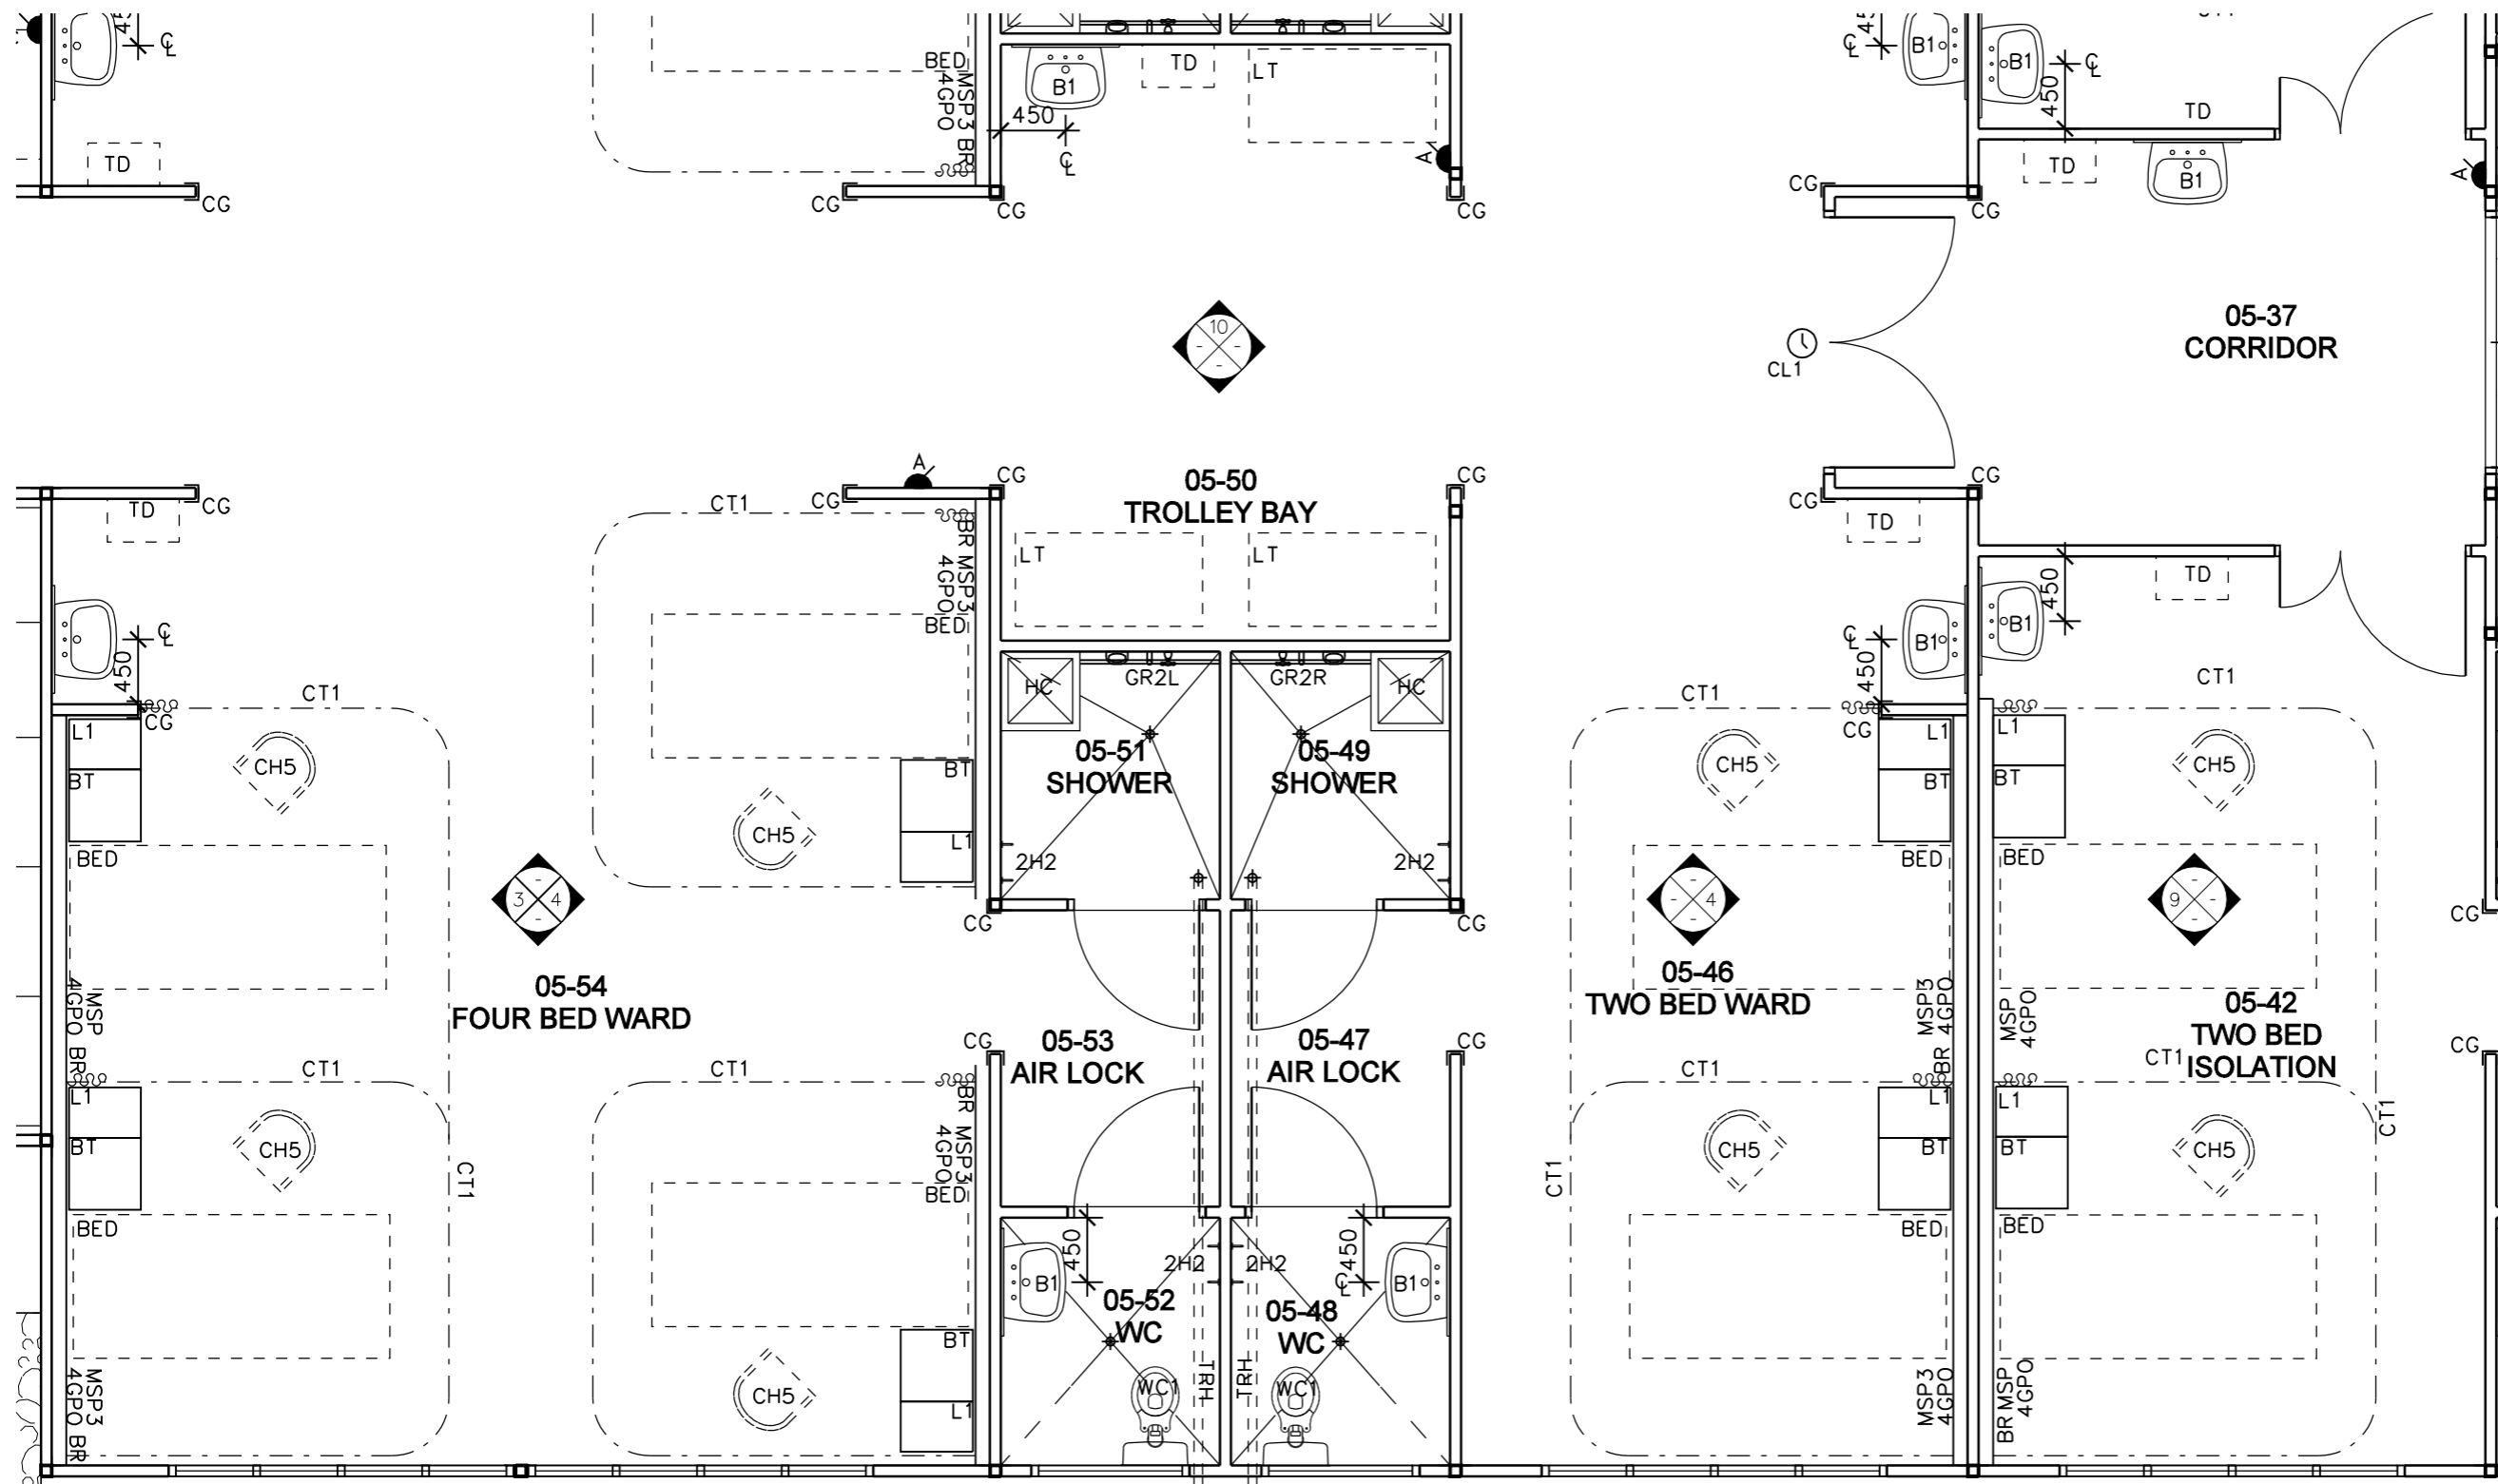 450
℄
TD
CG
BED
MSP3 BR
4GPO
CG
CG
B1
TD
LT
450
℄
A
CG
℄
B1
B1
℄
450
TD
TD
B1
A
CG
CG
10
-
-
-
CL1
05-37
CORRIDOR
TD
CG
℄
450
CG
CT1
A
CG
CT1
BR MSP3
4GPO
BED
CG
05-50
TROLLEY BAY
LT
LT
CG
CG
CG
TD
B1
℄
450
CG
B1
450
TD
CT1
CT1
HC
GR2L
GR2R
HC
05-51
SHOWER
05-49
SHOWER
2H2
2H2
L1
BT
CH5
BED
BT
L1
CH5
CH5
L1
BT
BED
L1
BT
CH5
BED
3
4
-
-
05-54
FOUR BED WARD
MSP
4GPO BR
CG
CG
CG
CG
05-53
AIR LOCK
05-47
AIR LOCK
-
4
-
-
05-46
TWO BED WARD
MSP3
BR 4GPO
MSP
4GPO
9
-
-
-
05-42
TWO BED
ISOLATION
CG
CG
CT1
CT1
CT1
CT1
L1
BT
CH5
BED
CT1
BR MSP3
4GPO
BED
CT1
CH5
L1
BT
BED
L1
BT
CH5
BED
CT1
B1
450
2H2
05-52
WC
WC1
TRH
2H2
450
℄
B1
05-48
WC
WC1
TRH
MSP3
4GPO BR
BT
L1
CH5
MSP3
4GPO
BR MSP
4GPO